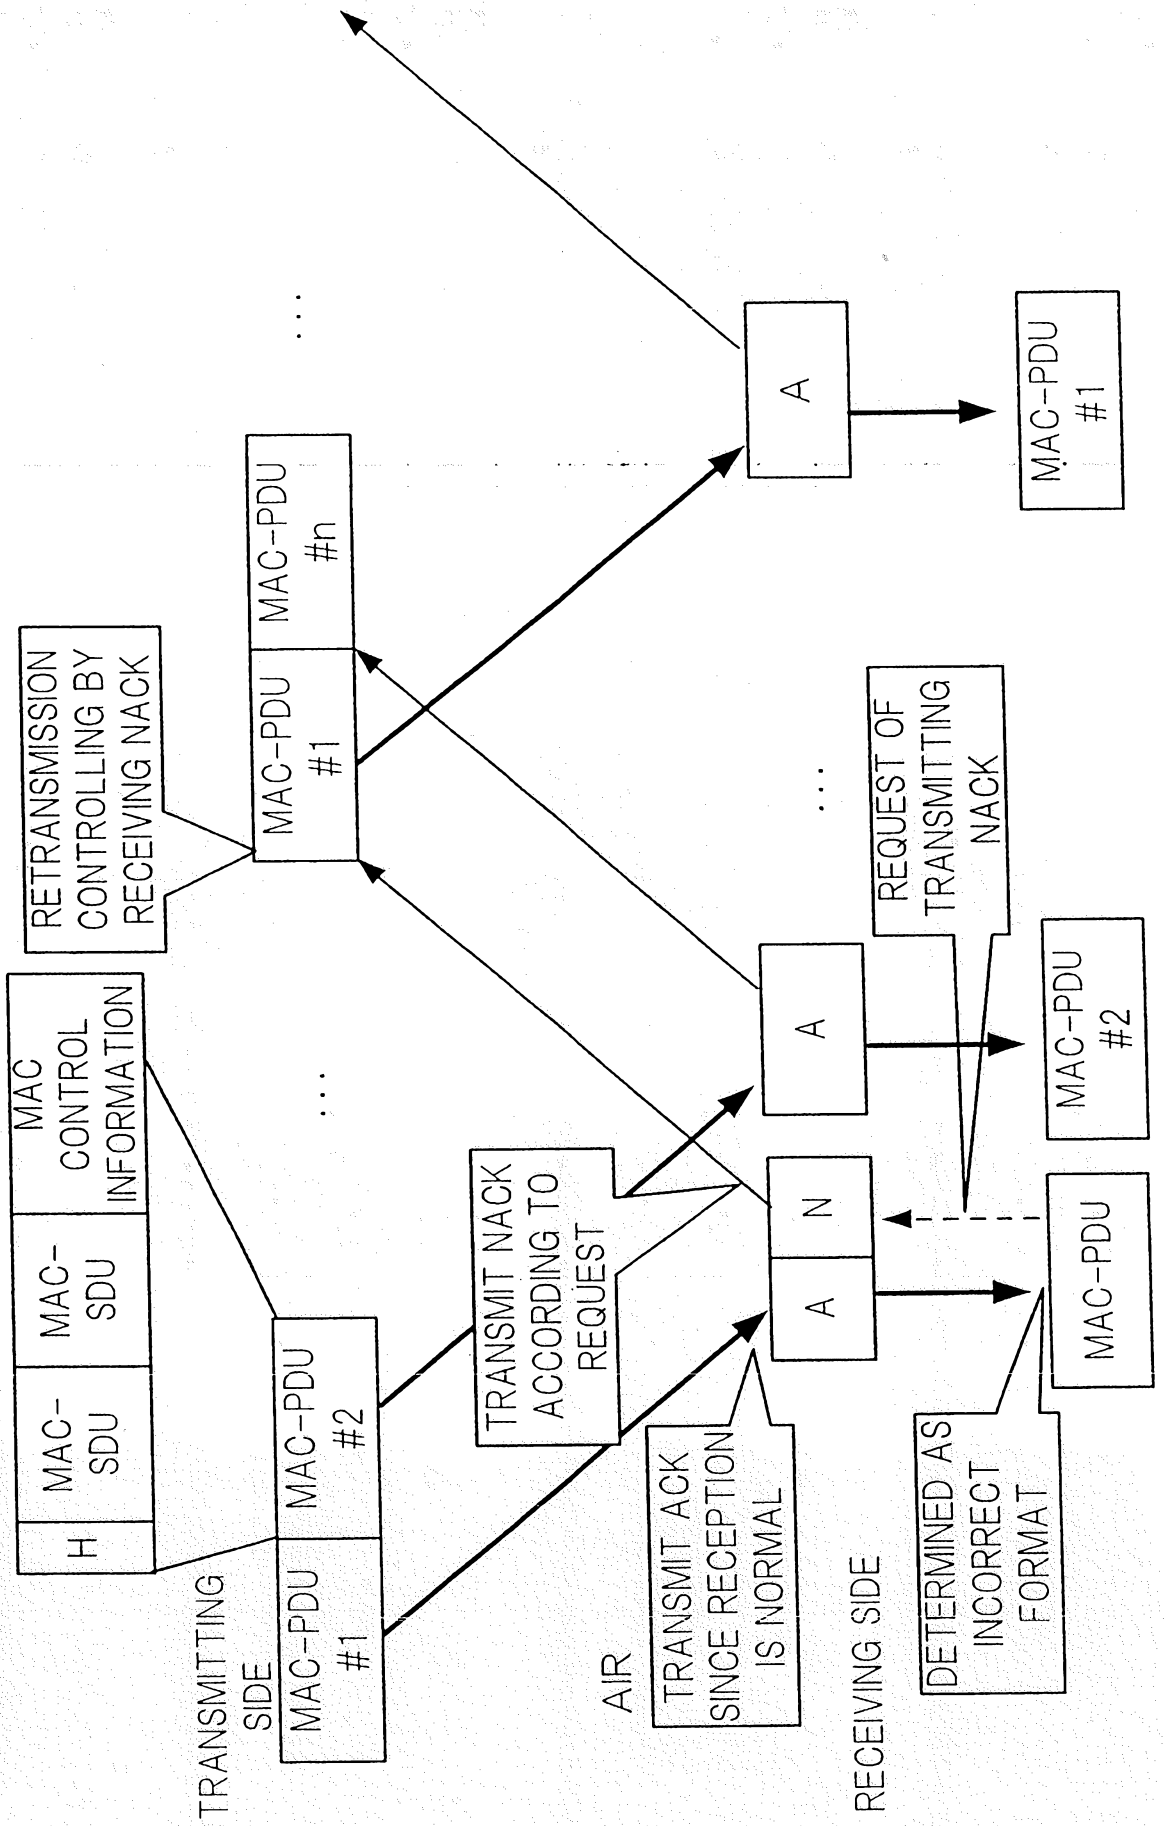 H
MAC-
SDU
MAC-
SDU
MAC
CONTROL
INFORMATION
RETRANSMISSION
CONTROLLING BY
RECEIVING NACK
TRANSMITTING
SIDE
MAC-PDU
#1
MAC-PDU
#2
...
MAC-PDU
#1
MAC-PDU
#n
...
TRANSMIT NACK
ACCORDING TO
REQUEST
AIR
TRANSMIT ACK
SINCE RECEPTION
IS NORMAL
A
N
A
...
A
REQUEST OF
TRANSMITTING
NACK
RECEIVING SIDE
DETERMINED AS
INCORRECT
FORMAT
MAC-PDU
MAC-PDU
#2
MAC-PDU
#1